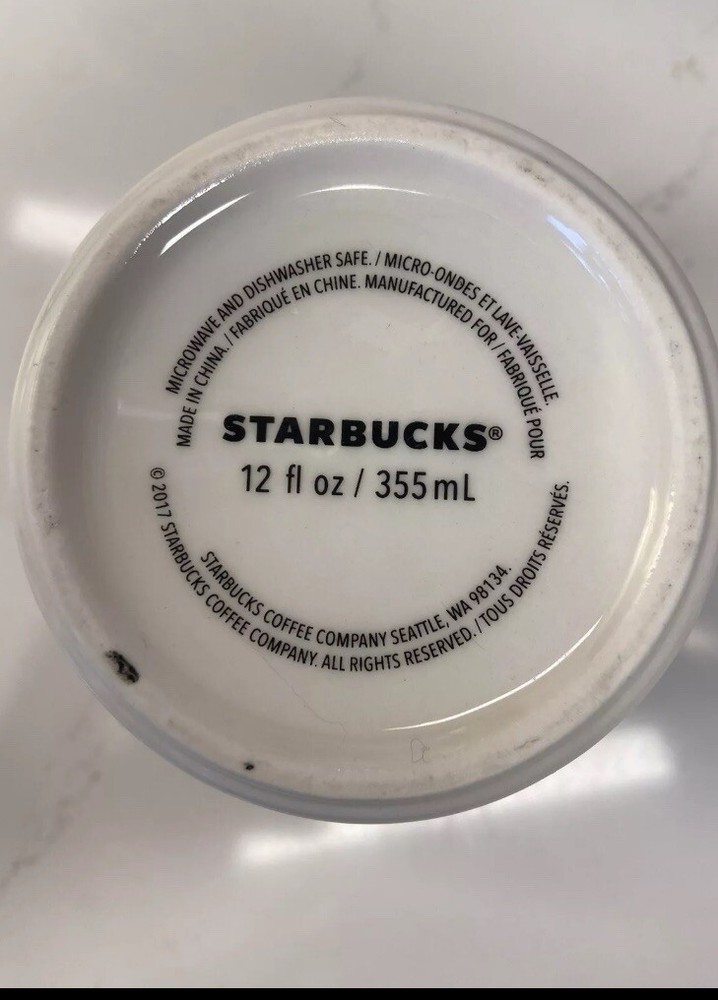 MICROWAVE AND DISHWASHER SAFE. / MICRO-ONDES ET LAVE-VAISSELLE.
MADE IN CHINA. / FABRIQUÉ EN CHINE. MANUFACTURED FOR / FABRIQUÉ POUR
STARBUCKS®
12 fl oz / 355mL
STARBUCKS COFFEE COMPANY SEATTLE, WA 98134.
© 2017 STARBUCKS COFFEE COMPANY. ALL RIGHTS RESERVED. / TOUS DROITS RÉSERVÉS.